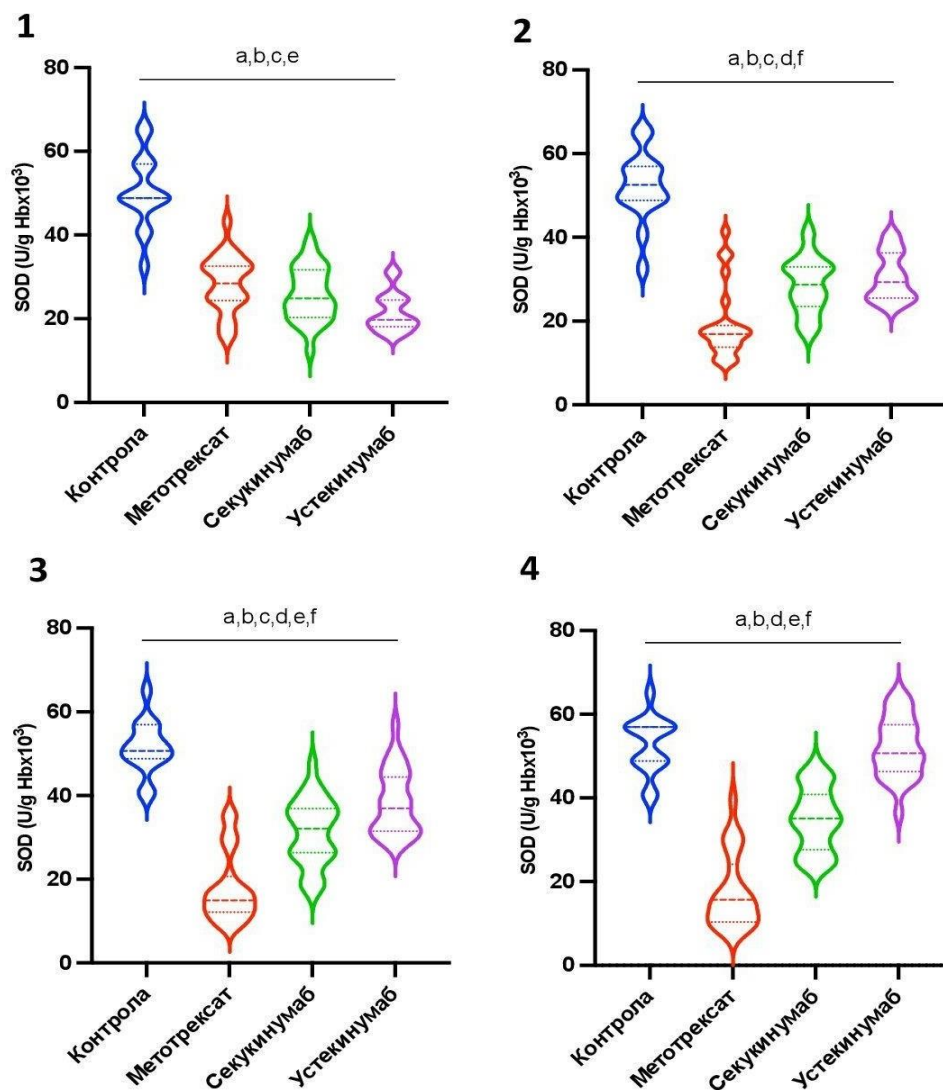 1
a,b,c,e
80
60
40
20
0
SOD (U/g Hbx10³)
Контрола
Метотрексат
Секукинумаб
Устекинумаб
2
a,b,c,d,f
80
60
40
20
0
SOD (U/g Hbx10³)
Контрола
Метотрексат
Секукинумаб
Устекинумаб
3
a,b,c,d,e,f
80
60
40
20
0
SOD (U/g Hbx10³)
Контрола
Метотрексат
Секукинумаб
Устекинумаб
4
a,b,d,e,f
80
60
40
20
0
SOD (U/g Hbx10³)
Контрола
Метотрексат
Секукинумаб
Устекинумаб